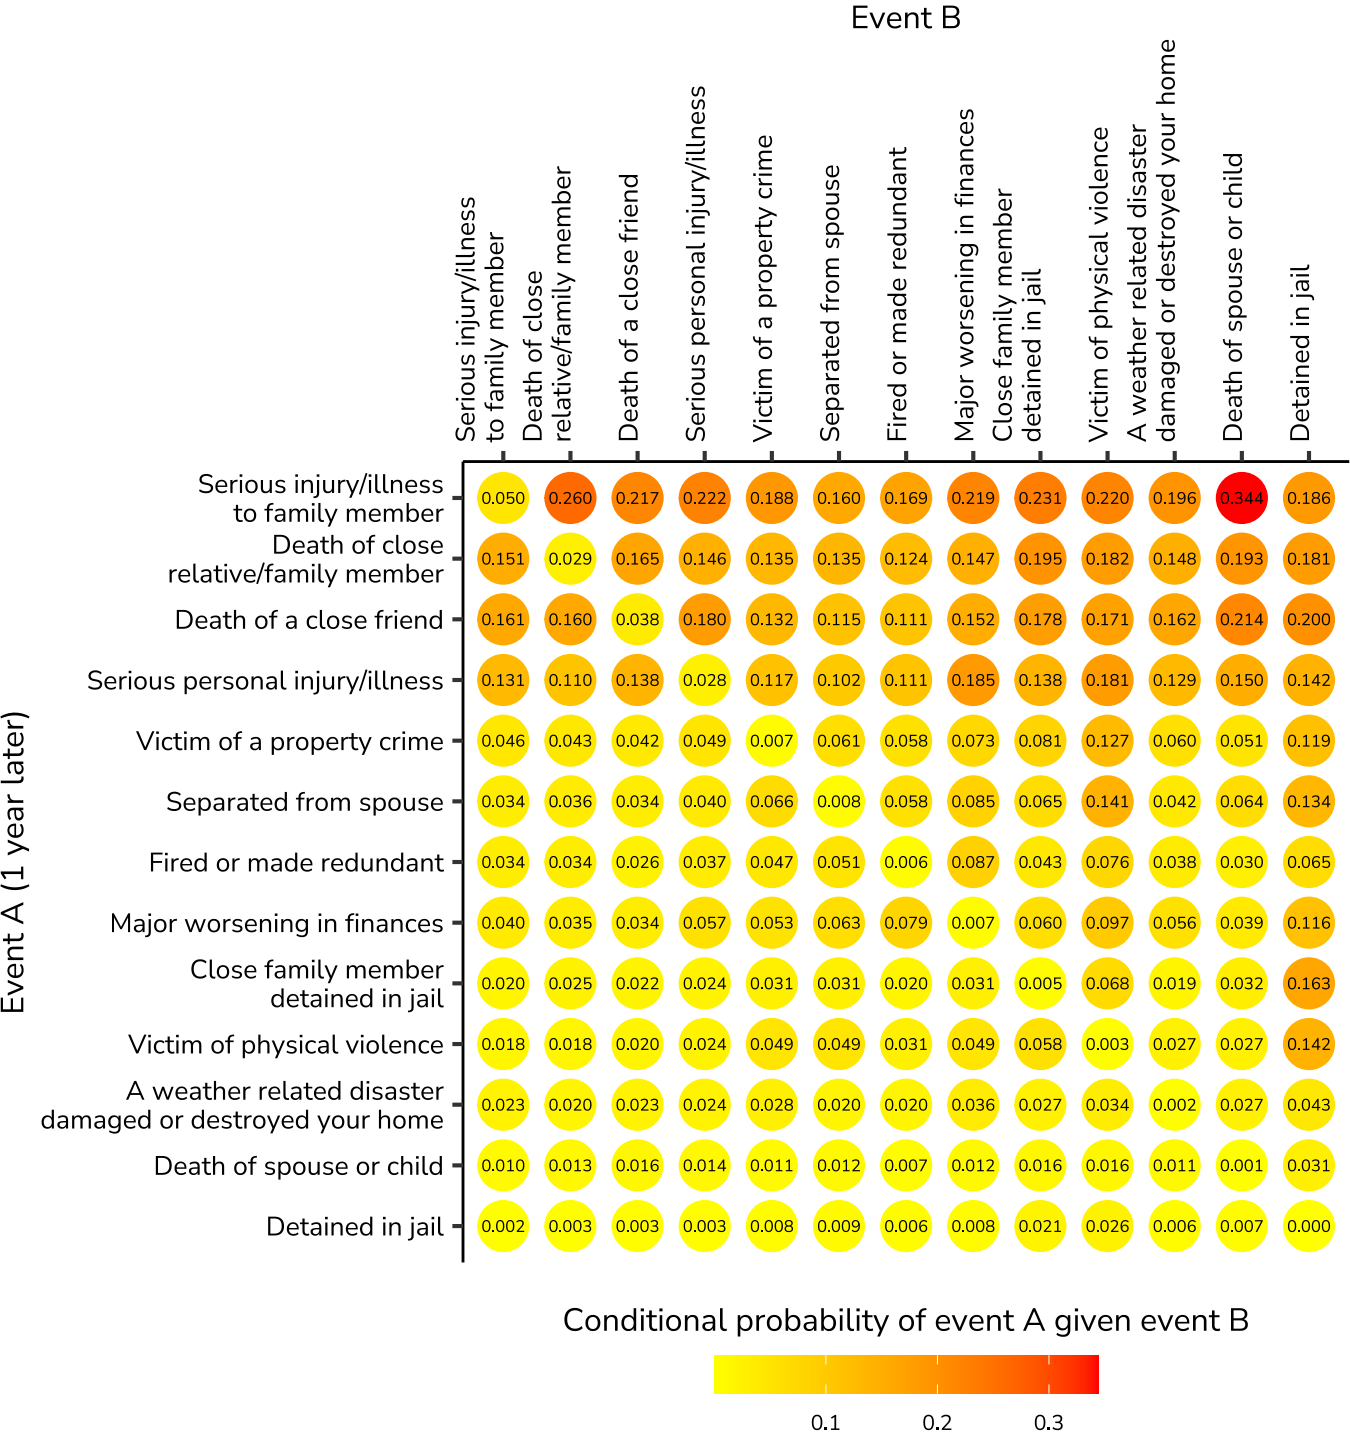 Event B
Serious injury/illness
to family member
Death of close
relative/family member
Death of a close friend
Serious personal injury/illness
Victim of a property crime
Separated from spouse
Fired or made redundant
Major worsening in finances
Close family member
detained in jail
Victim of physical violence
A weather related disaster
damaged or destroyed your home
Death of spouse or child
Detained in jail
Event A (1 year later)
Serious injury/illness
to family member
0.050 0.260 0.217 0.222 0.188 0.160 0.169 0.219 0.231 0.220 0.196 0.344 0.186
Death of close
relative/family member
0.151 0.029 0.165 0.146 0.135 0.135 0.124 0.147 0.195 0.182 0.148 0.193 0.181
Death of a close friend
0.161 0.160 0.038 0.180 0.132 0.115 0.111 0.152 0.178 0.171 0.162 0.214 0.200
Serious personal injury/illness
0.131 0.110 0.138 0.028 0.117 0.102 0.111 0.185 0.138 0.181 0.129 0.150 0.142
Victim of a property crime
0.046 0.043 0.042 0.049 0.007 0.061 0.058 0.073 0.081 0.127 0.060 0.051 0.119
Separated from spouse
0.034 0.036 0.034 0.040 0.066 0.008 0.058 0.085 0.065 0.141 0.042 0.064 0.134
Fired or made redundant
0.034 0.034 0.026 0.037 0.047 0.051 0.006 0.087 0.043 0.076 0.038 0.030 0.065
Major worsening in finances
0.040 0.035 0.034 0.057 0.053 0.063 0.079 0.007 0.060 0.097 0.056 0.039 0.116
Close family member
detained in jail
0.020 0.025 0.022 0.024 0.031 0.031 0.020 0.031 0.005 0.068 0.019 0.032 0.163
Victim of physical violence
0.018 0.018 0.020 0.024 0.049 0.049 0.031 0.049 0.058 0.003 0.027 0.027 0.142
A weather related disaster
damaged or destroyed your home
0.023 0.020 0.023 0.024 0.028 0.020 0.020 0.036 0.027 0.034 0.002 0.027 0.043
Death of spouse or child
0.010 0.013 0.016 0.014 0.011 0.012 0.007 0.012 0.016 0.016 0.011 0.001 0.031
Detained in jail
0.002 0.003 0.003 0.003 0.008 0.009 0.006 0.008 0.021 0.026 0.006 0.007 0.000
Conditional probability of event A given event B
0.1 0.2 0.3